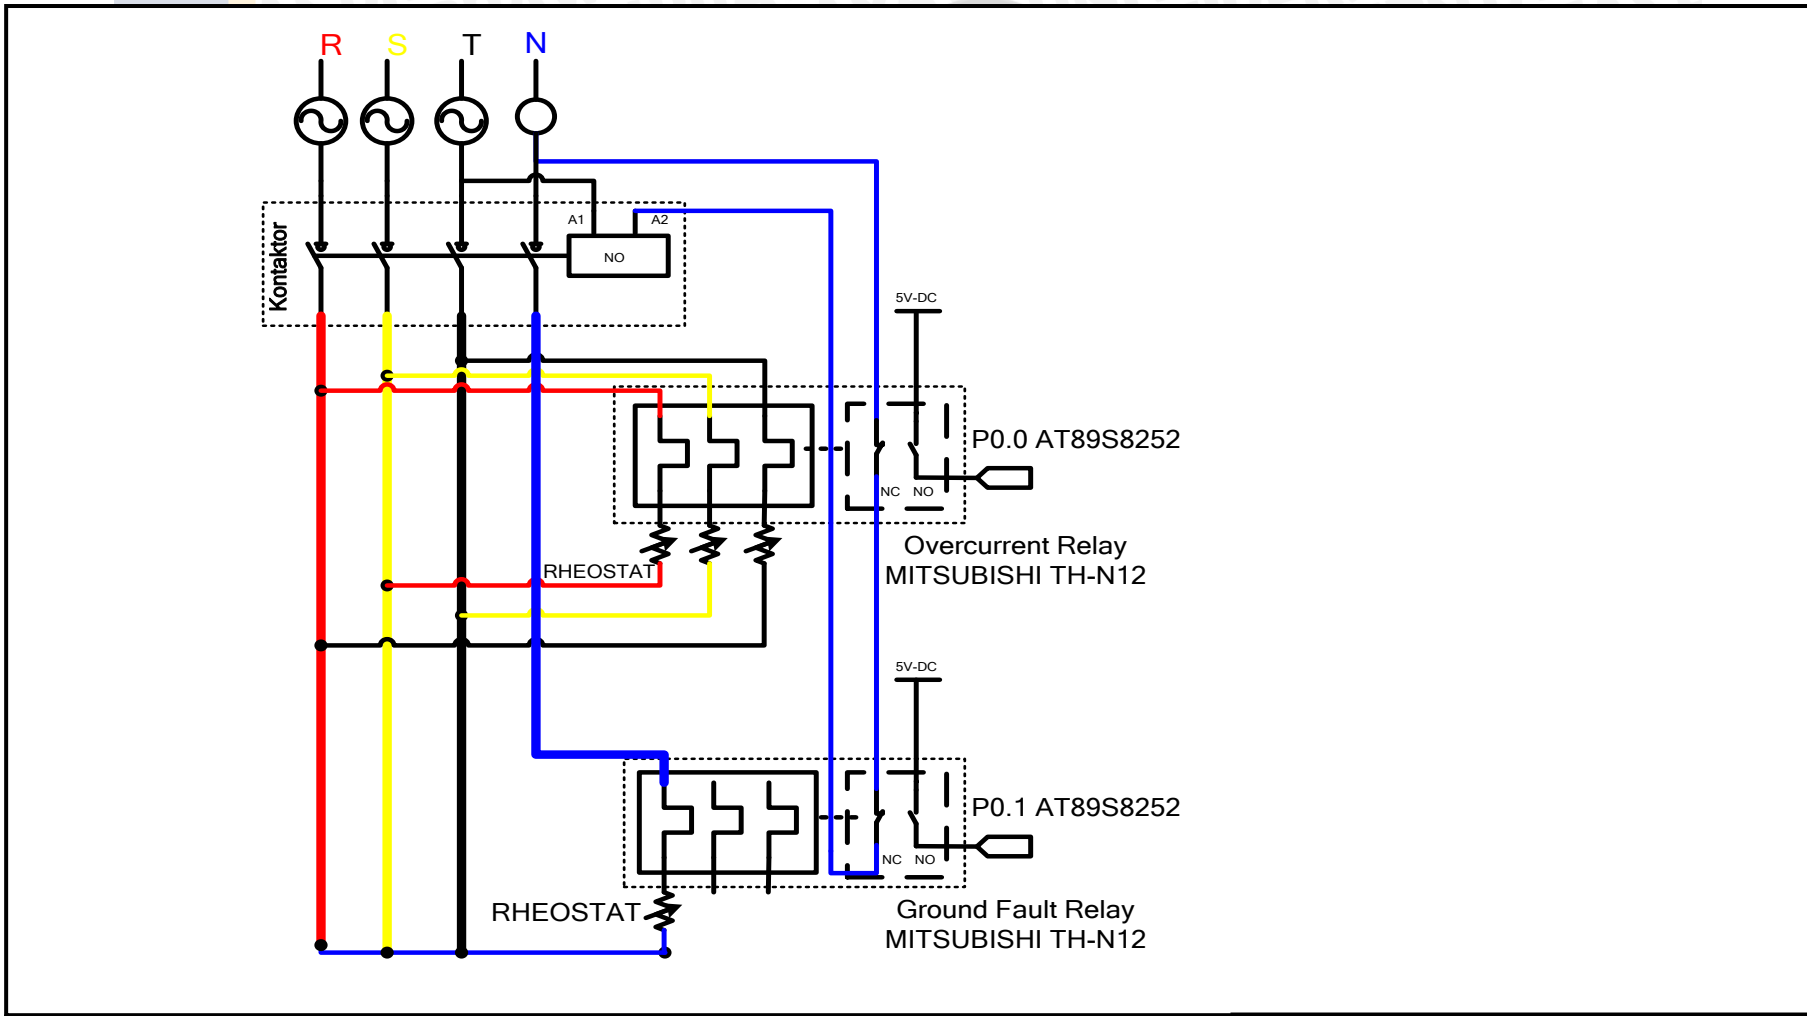 R S T N
A1 A2
Kontaktor
NO
5V-DC
P0.0 AT89S8252
NC NO
Overcurrent Relay
MITSUBISHI TH-N12
RHEOSTAT
5V-DC
P0.1 AT89S8252
NC NO
Ground Fault Relay
MITSUBISHI TH-N12
RHEOSTAT